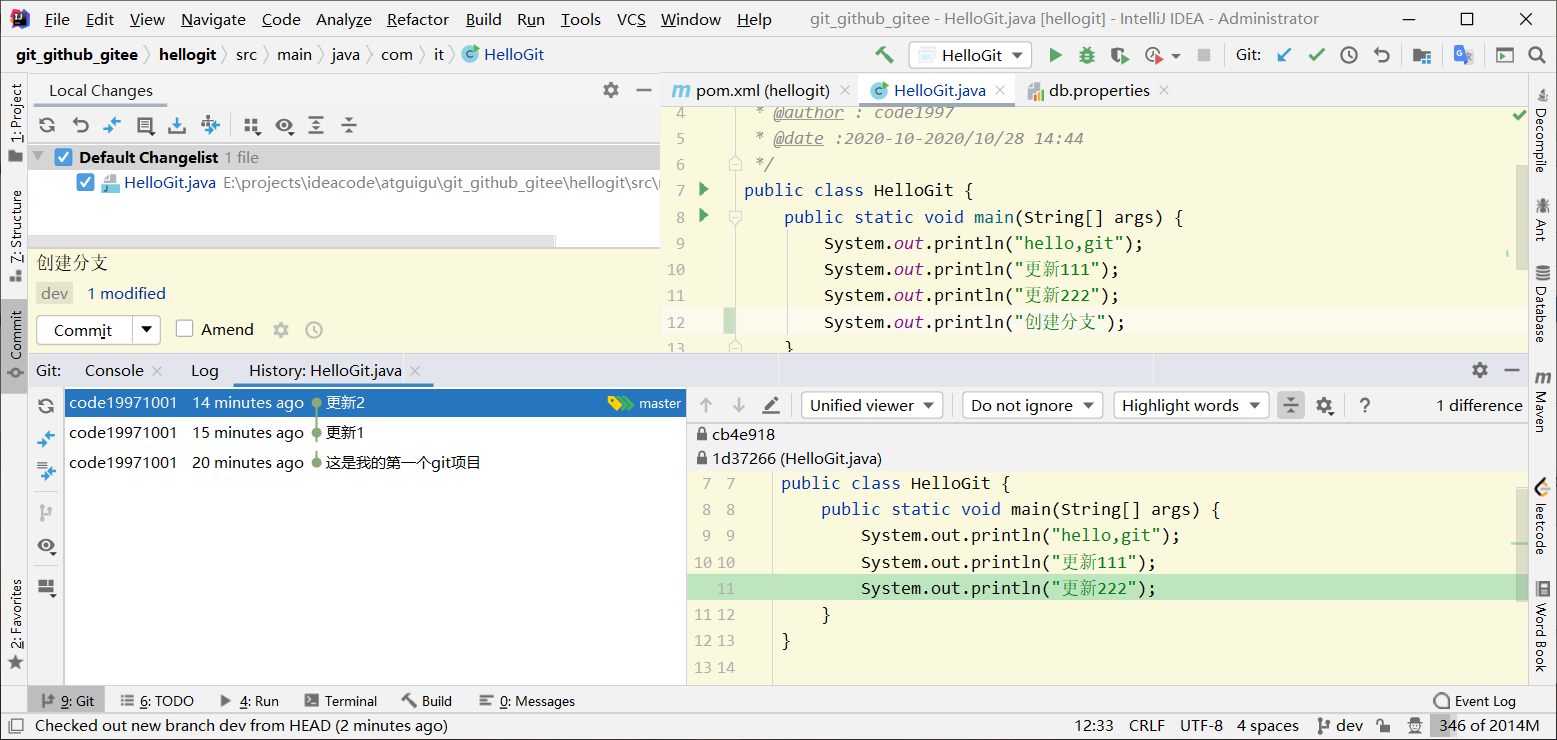 File Edit View Navigate Code Analyze Refactor Build Run Tools VCS Window Help git_github_gitee - HelloGit.java [hellogit] - IntelliJ IDEA - Administrator
git_github_gitee hellogit src main java com it HelloGit HelloGit Git:
1: Project
Z: Structure
Commit
2: Favorites
Local Changes
Default Changelist 1 file
HelloGit.java E:\projects\ideacode\atguigu\git_github_gitee\hellogit\src\
创建分支
dev 1 modified
Commit Amend
pom.xml (hellogit) HelloGit.java db.properties
4 * @author : code1997
5 * @date :2020-10-2020/10/28 14:44
6 */
7 public class HelloGit {
8 public static void main(String[] args) {
9 System.out.println("hello,git");
10 System.out.println("更新111");
11 System.out.println("更新222");
12 System.out.println("创建分支");
13 }
Git: Console Log History: HelloGit.java
code19971001 14 minutes ago 更新2 master
code19971001 15 minutes ago 更新1
code19971001 20 minutes ago 这是我的第一个git项目
Unified viewer Do not ignore Highlight words ? 1 difference
cb4e918
1d37266 (HelloGit.java)
7 7 public class HelloGit {
8 8 public static void main(String[] args) {
9 9 System.out.println("hello,git");
10 10 System.out.println("更新111");
11 System.out.println("更新222");
11 12 }
12 13 }
13 14
Decompile
Ant
Database
Maven
leetcode
Word Book
9: Git 6: TODO 4: Run Terminal Build 0: Messages Event Log
Checked out new branch dev from HEAD (2 minutes ago) 12:33 CRLF UTF-8 4 spaces dev 346 of 2014M